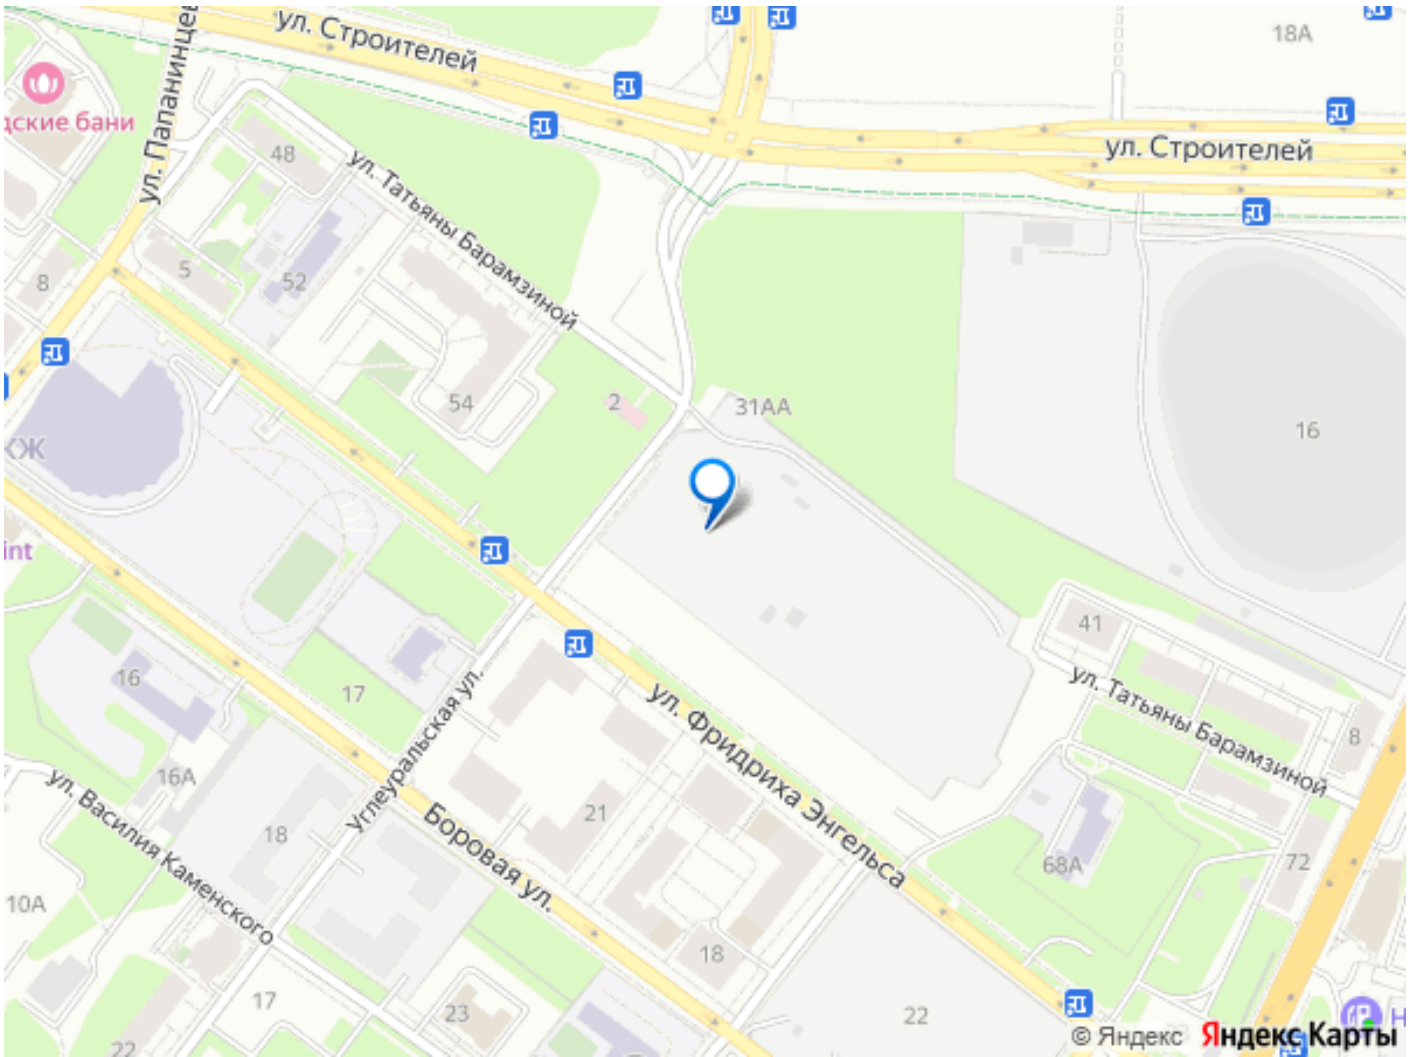 ул. Папанинцев
ул. Строителей
18А
дские бани
48
ул. Татьяны Барамзиной
ул. Строителей
5
52
8
54
2
31АА
16
КЖ
int
41
16
17
ул. Татьяны Барамзиной
8
Углеуральская ул.
ул. Фридриха Энгельса
16А
18
21
Боровая ул.
ул. Василия Каменского
68А
72
10А
18
17
23
22
22
© Яндекс
Яндекс Карты
Н